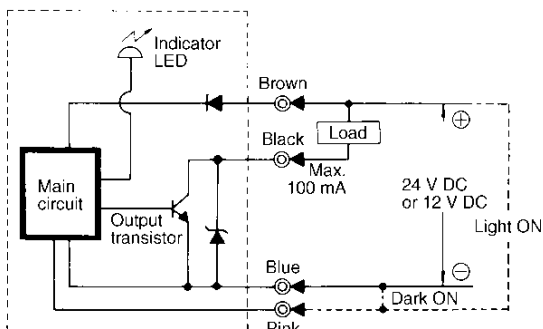 Indicator
LED
Brown
Load
Black
Max.
100 mA
Main
circuit
Output
transistor
24 V DC
or 12 V DC
Light ON
Blue
Dark ON
Pink